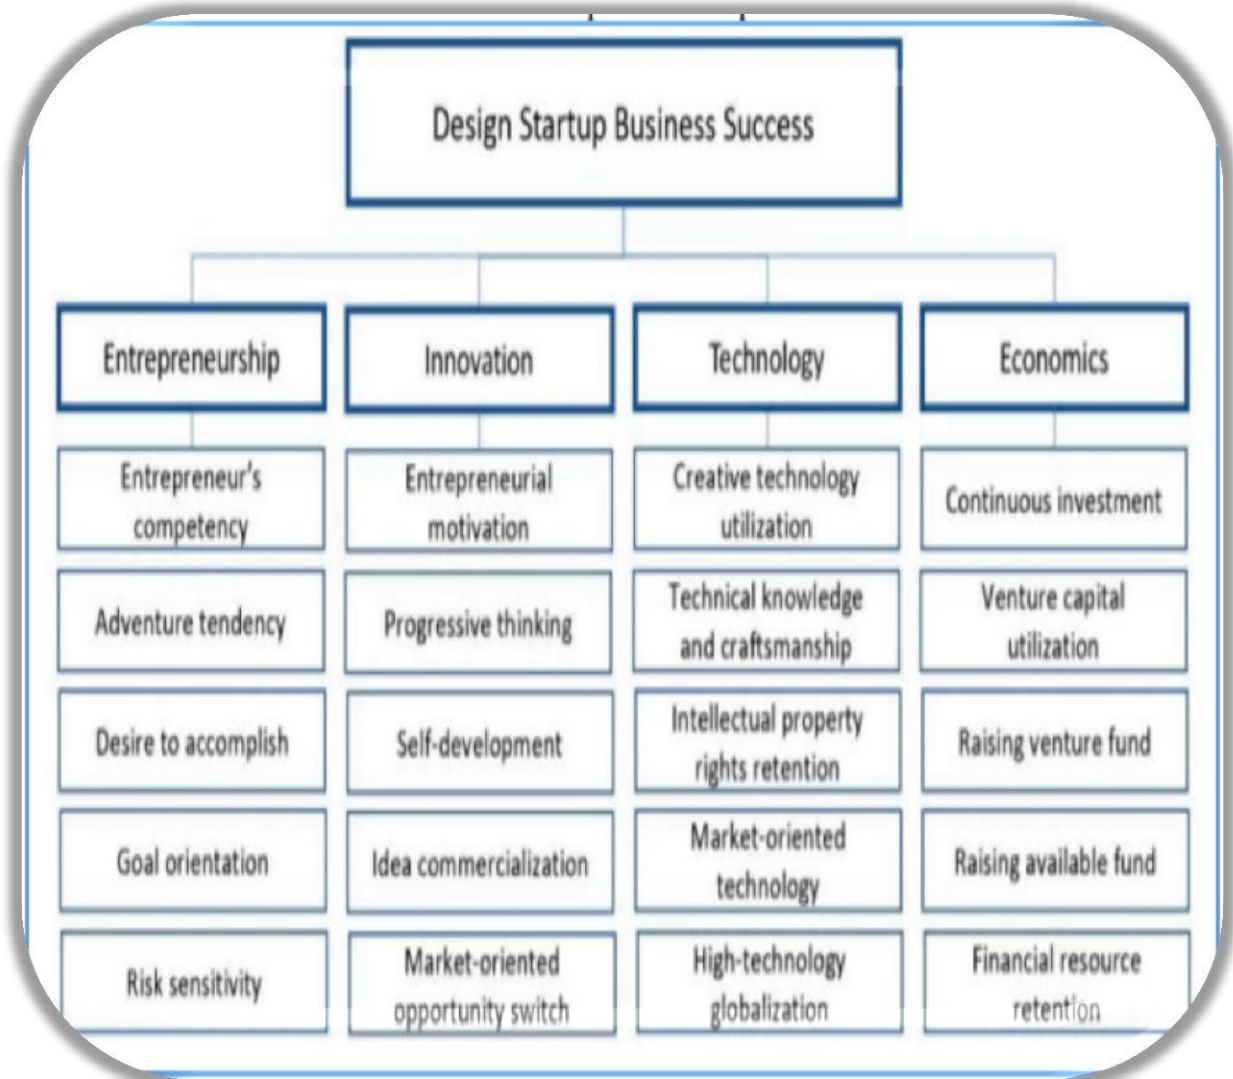 Design Startup Business Success
Entrepreneurship
Innovation
Technology
Economics
Entrepreneur's
competency
Entrepreneurial
motivation
Creative technology
utilization
Continuous investment
Adventure tendency
Progressive thinking
Technical knowledge
and craftsmanship
Venture capital
utilization
Desire to accomplish
Self-development
Intellectual property
rights retention
Raising venture fund
Goal orientation
Idea commercialization
Market-oriented
technology
Raising available fund
Risk sensitivity
Market-oriented
opportunity switch
High-technology
globalization
Financial resource
retention